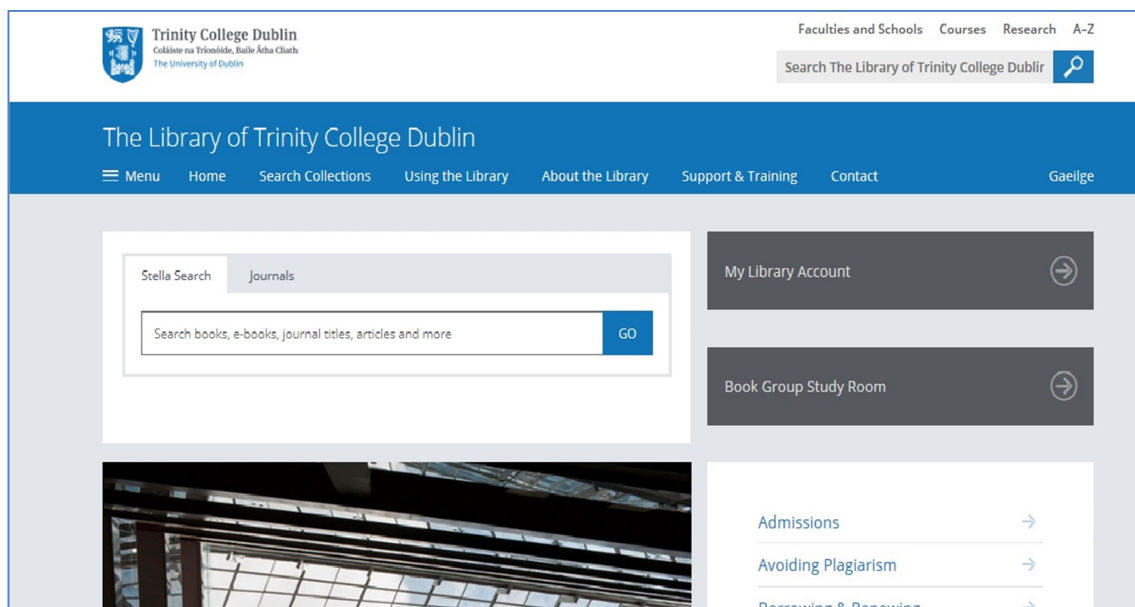 Trinity College Dublin
Coláiste na Tríonóide, Baile Átha Cliath
The University of Dublin
Faculties and Schools Courses Research A–Z
Search The Library of Trinity College Dublin
The Library of Trinity College Dublin
Menu Home Search Collections Using the Library About the Library Support & Training Contact Gaeilge
Stella Search Journals
Search books, e-books, journal titles, articles and more GO
My Library Account
Book Group Study Room
Admissions
Avoiding Plagiarism
Borrowing & Renewing